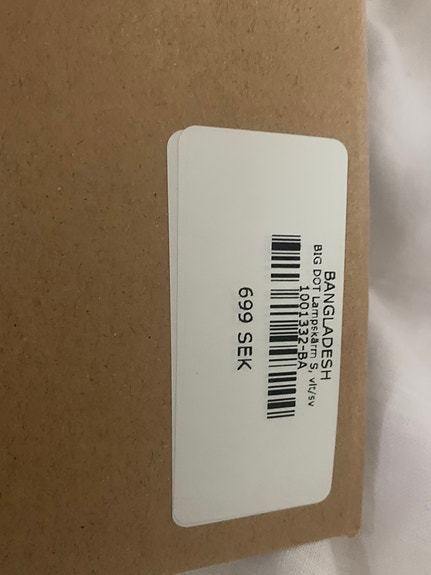 BANGLADESH
BIG DOT Lampskärm S, vit/sv
1001332-BA
699 SEK